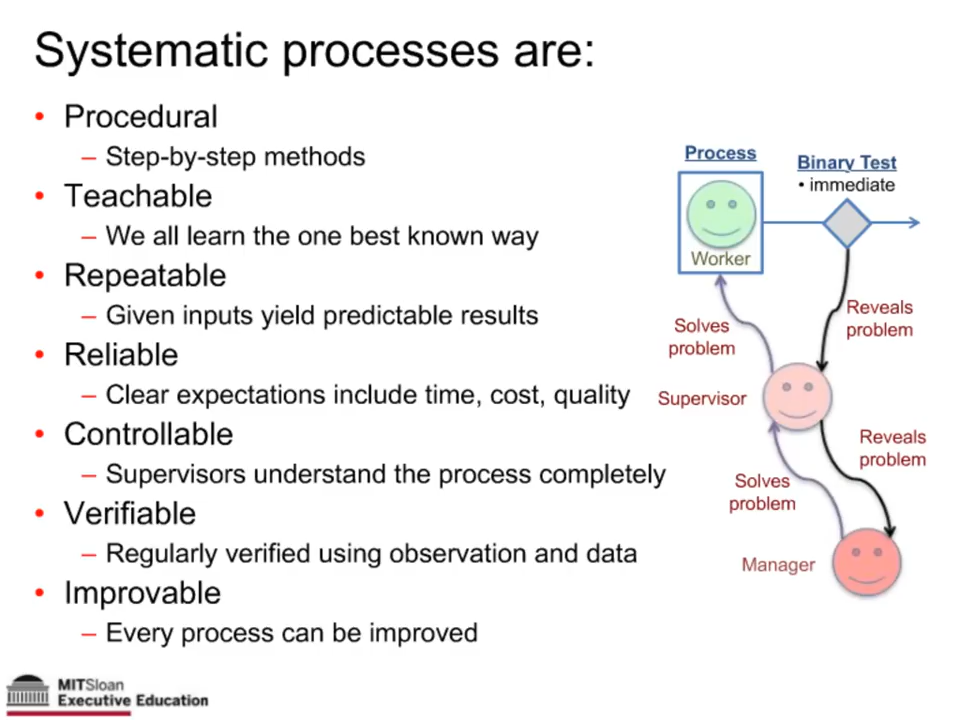 Systematic processes are:
• Procedural
– Step-by-step methods
• Teachable
– We all learn the one best known way
• Repeatable
– Given inputs yield predictable results
• Reliable
– Clear expectations include time, cost, quality
• Controllable
– Supervisors understand the process completely
• Verifiable
– Regularly verified using observation and data
• Improvable
– Every process can be improved
Process
Binary Test
• immediate
Worker
Reveals
problem
Solves
problem
Supervisor
Reveals
problem
Solves
problem
Manager
MITSloan
Executive Education